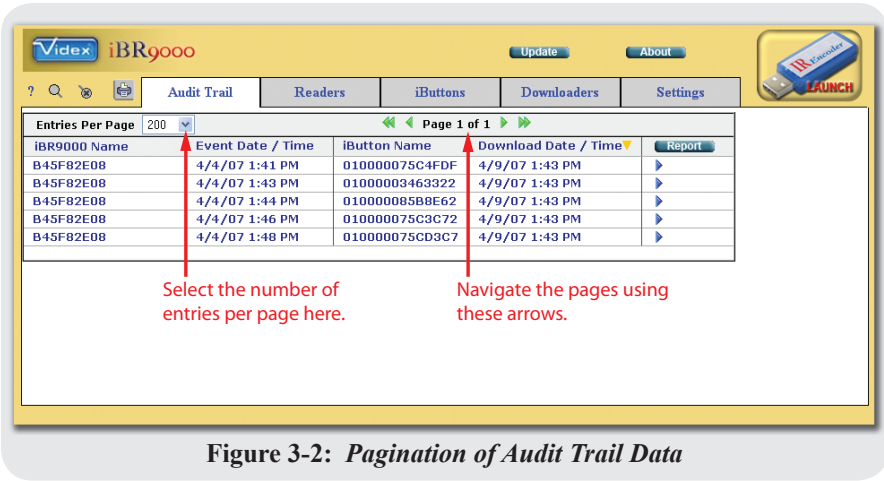 Videx iBR9000
Update About
IR Encoder
LAUNCH
? Audit Trail Readers iButtons Downloaders Settings
Entries Per Page 200 Page 1 of 1
iBR9000 Name Event Date / Time iButton Name Download Date / Time Report
B45F82E08 4/4/07 1:41 PM 010000075C4FDF 4/9/07 1:43 PM
B45F82E08 4/4/07 1:43 PM 01000003463322 4/9/07 1:43 PM
B45F82E08 4/4/07 1:44 PM 010000085B8E62 4/9/07 1:43 PM
B45F82E08 4/4/07 1:46 PM 010000075C3C72 4/9/07 1:43 PM
B45F82E08 4/4/07 1:48 PM 010000075CD3C7 4/9/07 1:43 PM
Select the number of
entries per page here.
Navigate the pages using
these arrows.
Figure 3-2: Pagination of Audit Trail Data